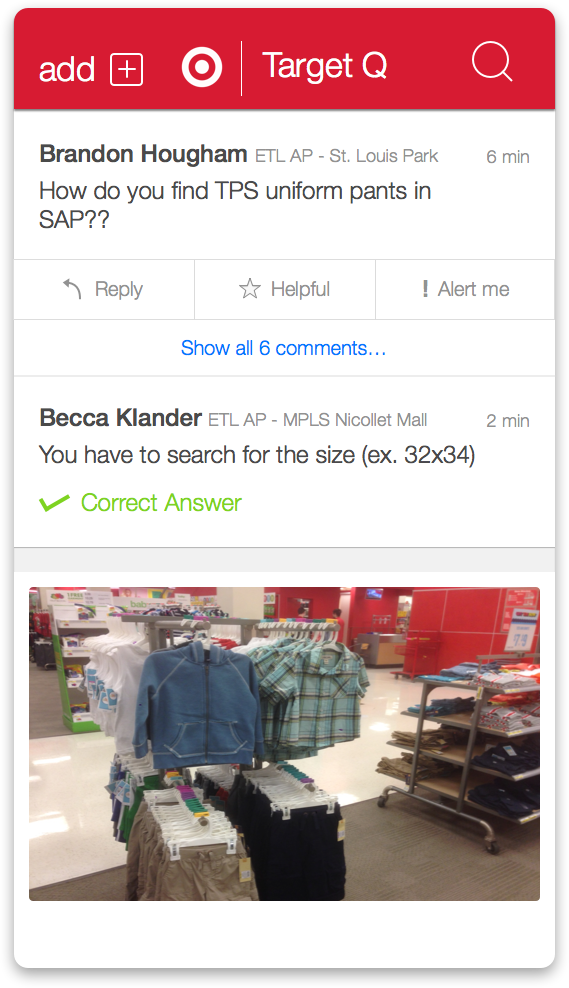 add
Target Q
Brandon Hougham ETL AP - St. Louis Park 6 min
How do you find TPS uniform pants in
SAP??
Reply
Helpful
! Alert me
Show all 6 comments...
Becca Klander ETL AP - MPLS Nicollet Mall 2 min
You have to search for the size (ex. 32x34)
Correct Answer